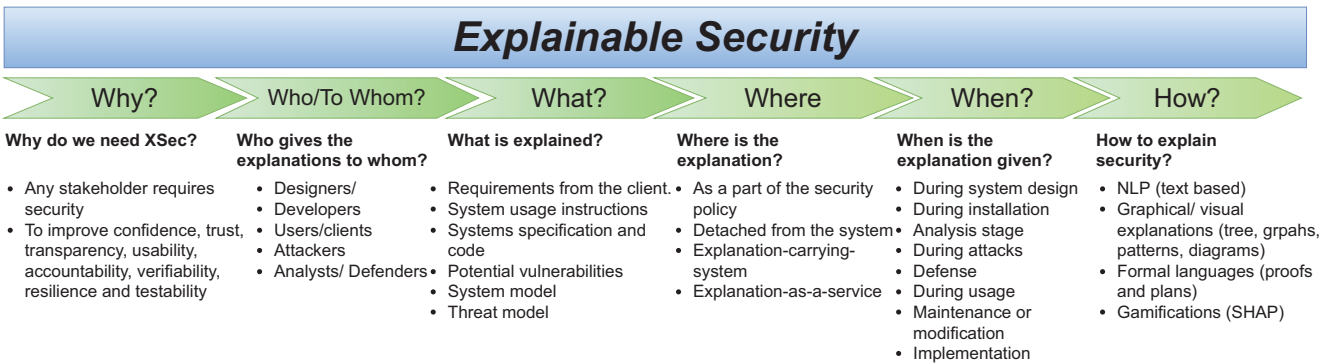 Explainable Security
Why?
Who/To Whom?
What?
Where
When?
How?
Why do we need XSec?
• Any stakeholder requires
security
• To improve confidence, trust,
transparency, usability,
accountability, verifiability,
resilience and testability
Who gives the
explanations to whom?
• Designers/
• Developers
• Users/clients
• Attackers
• Analysts/ Defenders
What is explained?
• Requirements from the client.
• System usage instructions
• Systems specification and
code
• Potential vulnerabilities
• System model
• Threat model
Where is the
explanation?
• As a part of the security
policy
• Detached from the system
• Explanation-carrying-
system
• Explanation-as-a-service
When is the
explanation given?
• During system design
• During installation
• Analysis stage
• During attacks
• Defense
• During usage
• Maintenance or
modification
• Implementation
How to explain
security?
• NLP (text based)
• Graphical/ visual
explanations (tree, grpahs,
patterns, diagrams)
• Formal languages (proofs
and plans)
• Gamifications (SHAP)